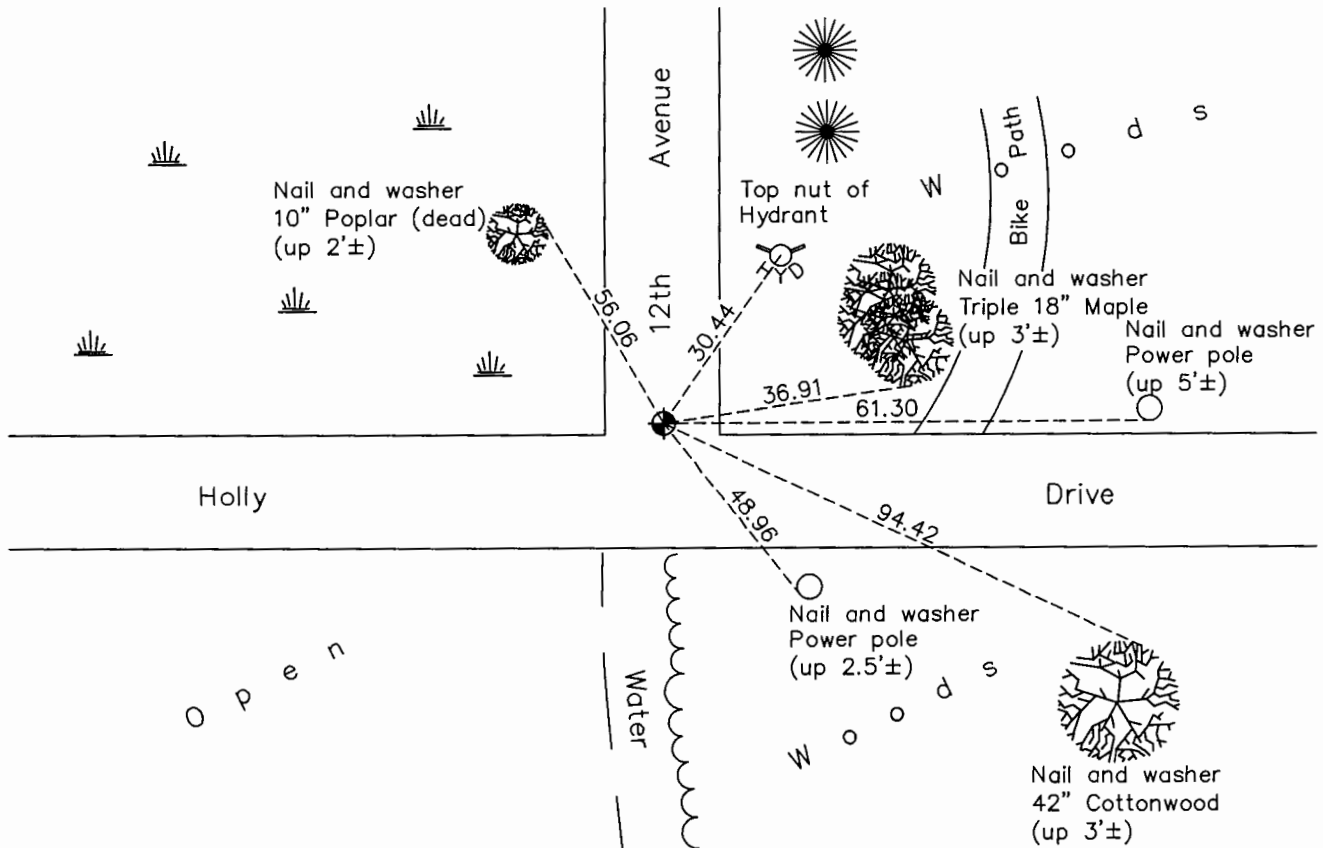 12th Avenue
Nail and washer
10" Poplar (dead)
(up 2'±)
56.06
Top nut of
Hydrant
HYD
30.44
Woods
Bike Path
Nail and washer
Triple 18" Maple
(up 3'±)
36.91
Nail and washer
Power pole
(up 5'±)
61.30
Holly Drive
48.96
94.42
Nail and washer
Power pole
(up 2.5'±)
Open
Water
Woods
Nail and washer
42" Cottonwood
(up 3'±)